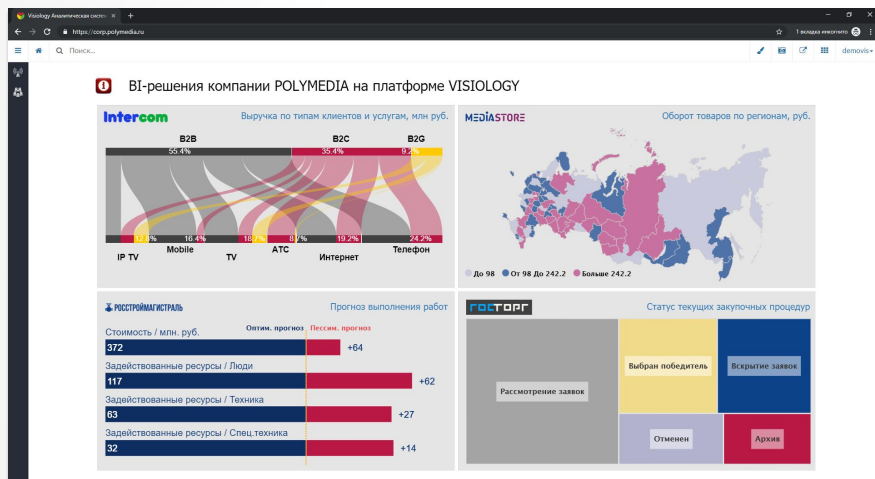 Visiology Аналитическая систем
https://corp.polymedia.ru
1 вкладка инкогнито
Поиск...
demovis
BI-решения компании POLYMEDIA на платформе VISIOLOGY
intercom
Выручка по типам клиентов и услугам, млн руб.
B2B B2C B2G
55.4% 35.4% 9.2%
12.8% 16.4% 18.7% 8.7% 19.2% 24.2%
IP TV Mobile TV АТС Интернет Телефон
MEDIASTORE
Оборот товаров по регионам, руб.
До 98 От 98 До 242.2 Больше 242.2
РОССТРОЙМАГИСТРАЛЬ
Прогноз выполнения работ
Оптим. прогноз Пессим. прогноз
Стоимость / млн. руб.
372 +64
Задействованные ресурсы / Люди
117 +62
Задействованные ресурсы / Техника
63 +27
Задействованные ресурсы / Спец.техника
32 +14
ГОСТОРГ
Статус текущих закупочных процедур
Рассмотрение заявок
Выбран победитель
Вскрытие заявок
Отменен
Архив